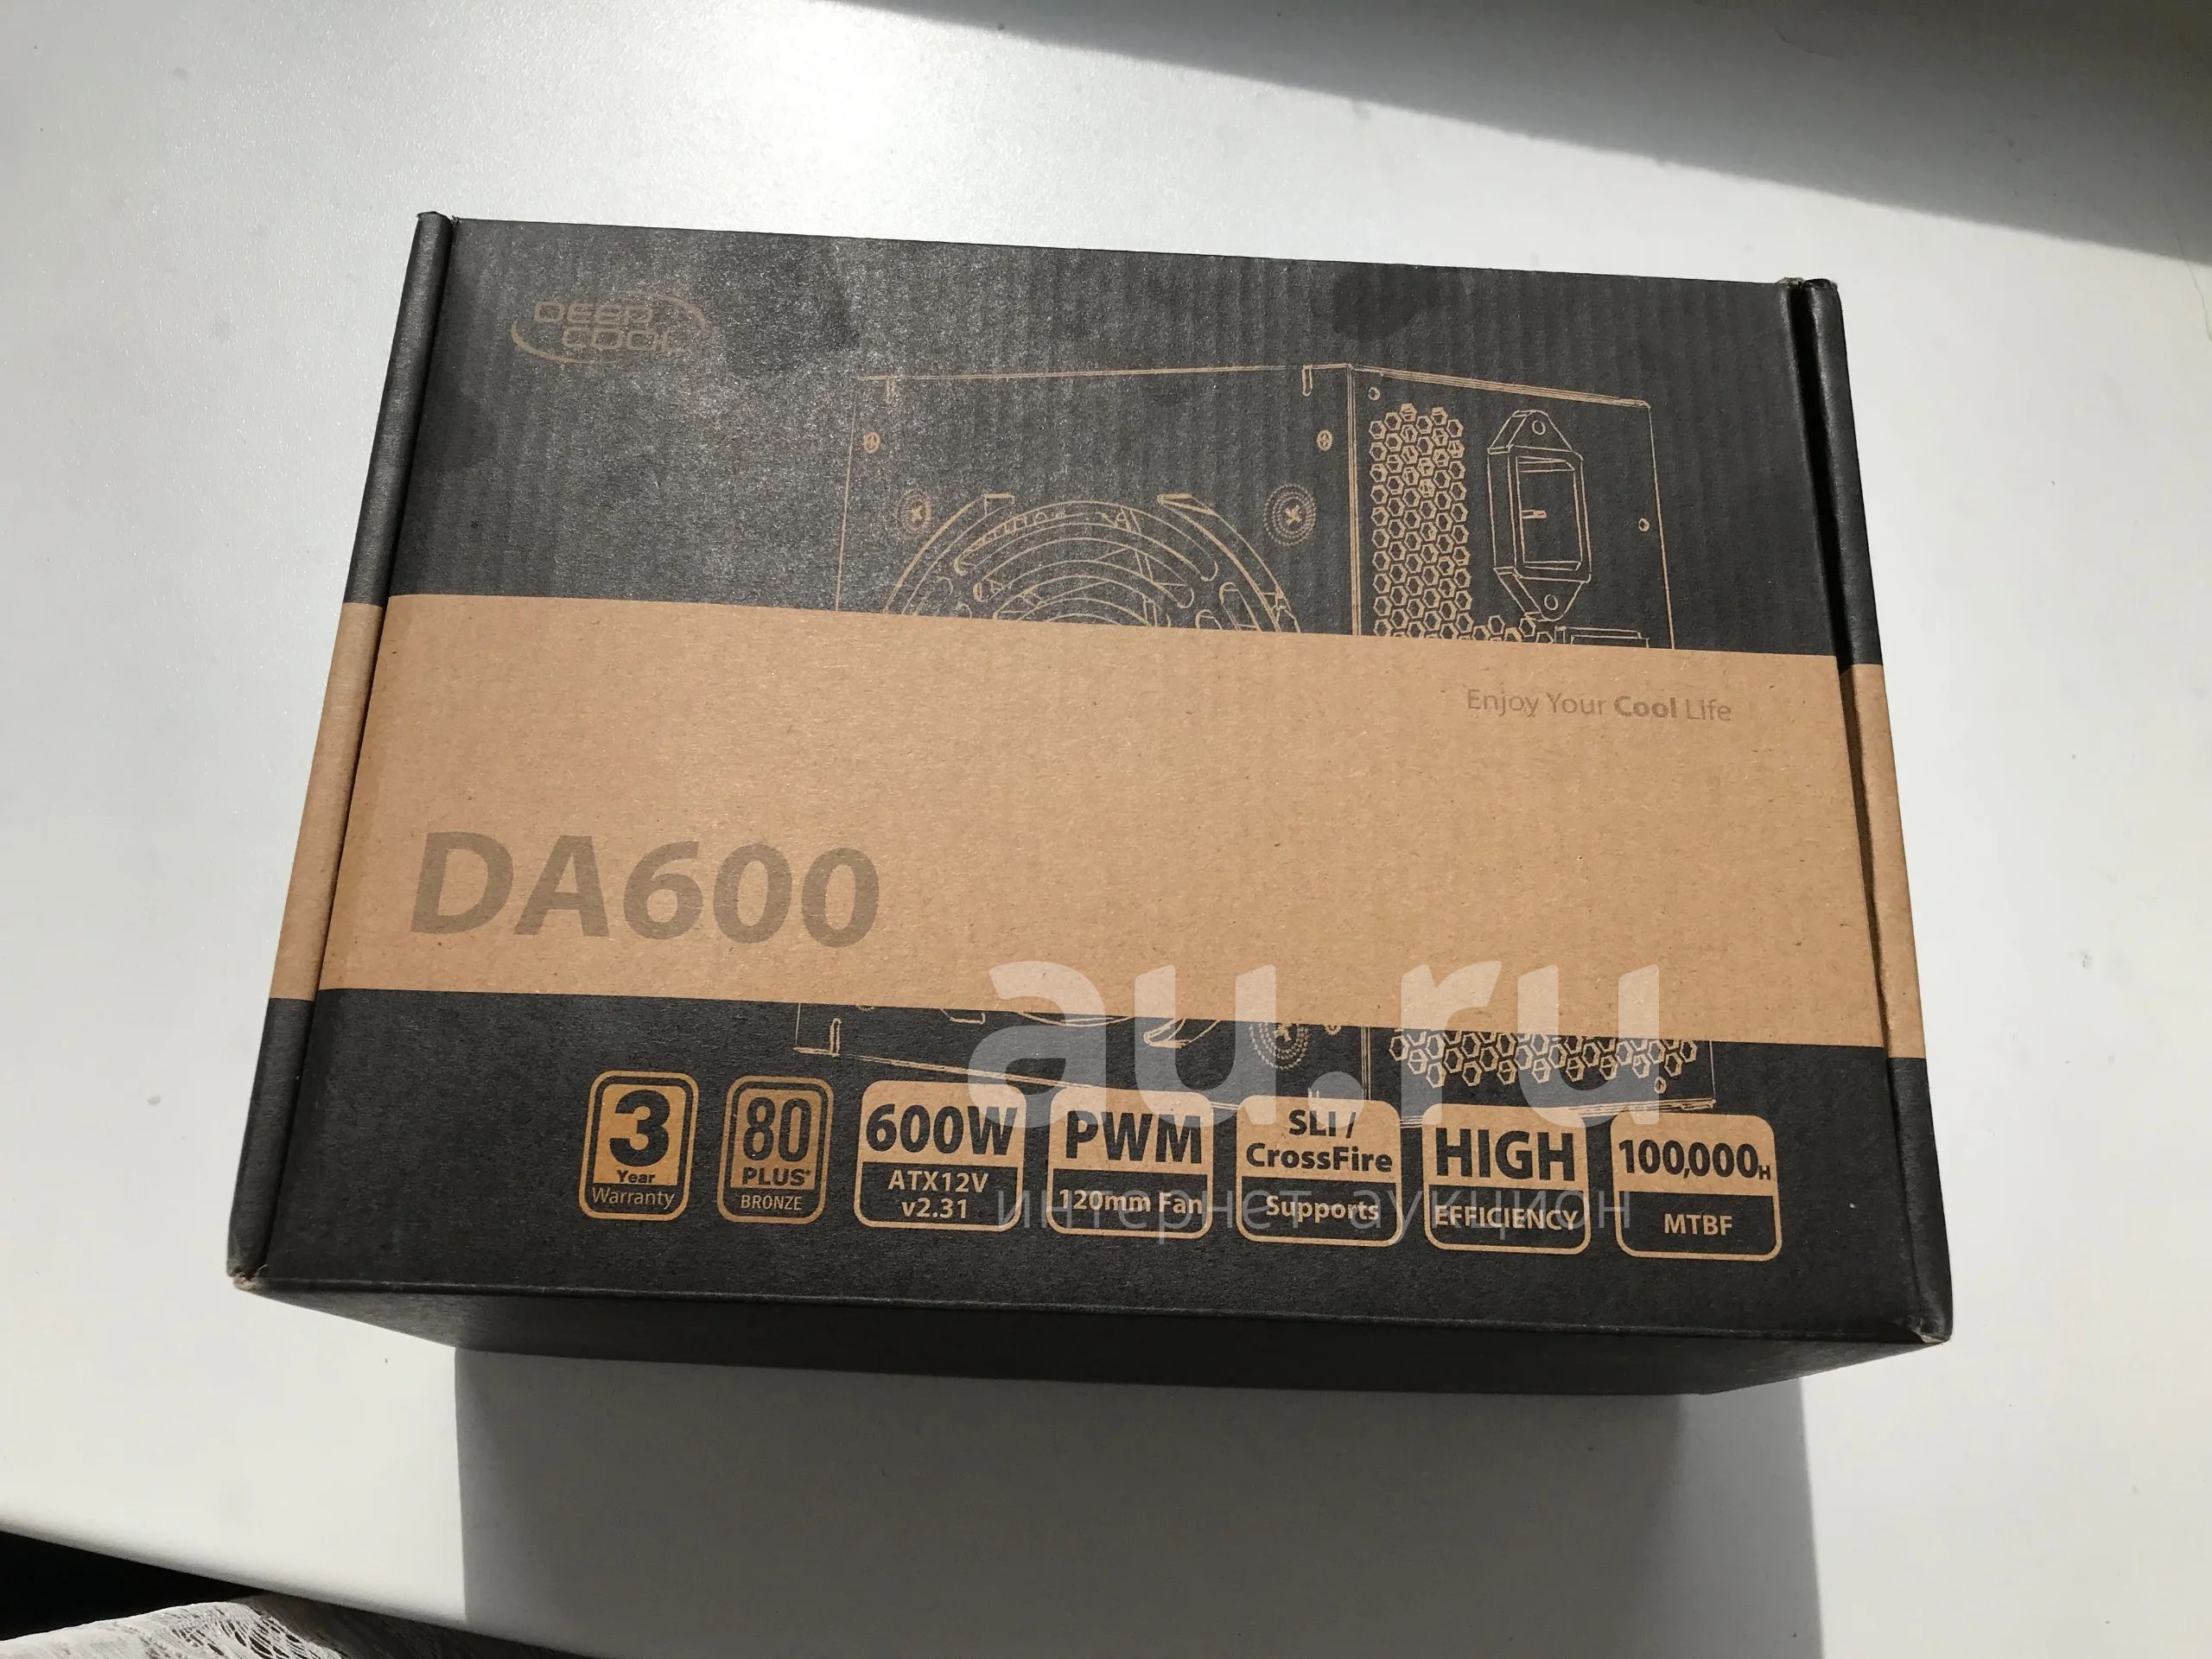 DEEP
COOL
Enjoy Your Cool Life
DA600
au.ru
3
Year
Warranty
80
PLUS
BRONZE
600W
ATX12V
v2.31
PWM
120mm Fan
SLI /
CrossFire
Supports
HIGH
EFFICIENCY
100,000H
MTBF
интернет аукцион